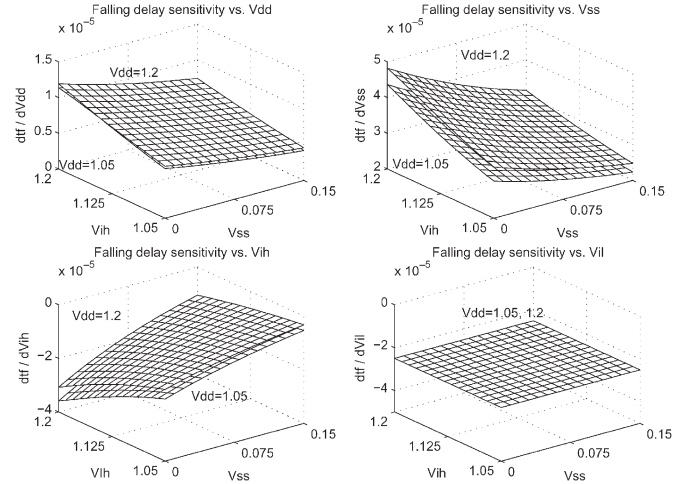 Falling delay sensitivity vs. Vdd
x 10⁻⁵
1.5
1
0.5
0
dtf / dVdd
Vdd=1.2
Vdd=1.05
1.2
1.125
1.05
Vih
0
0.075
0.15
Vss
Falling delay sensitivity vs. Vss
x 10⁻⁵
5
4
3
2
dtf / dVss
Vdd=1.2
Vdd=1.05
1.2
1.125
1.05
Vih
0
0.075
0.15
Vss
Falling delay sensitivity vs. Vih
x 10⁻⁵
0
−2
−4
dtf / dVih
Vdd=1.2
Vdd=1.05
1.2
1.125
1.05
VIh
0
0.075
0.15
Vss
Falling delay sensitivity vs. Vil
x 10⁻⁵
0
−2
−4
dtf / dVil
Vdd=1.05, 1.2
1.2
1.125
1.05
Vih
0
0.075
0.15
Vss